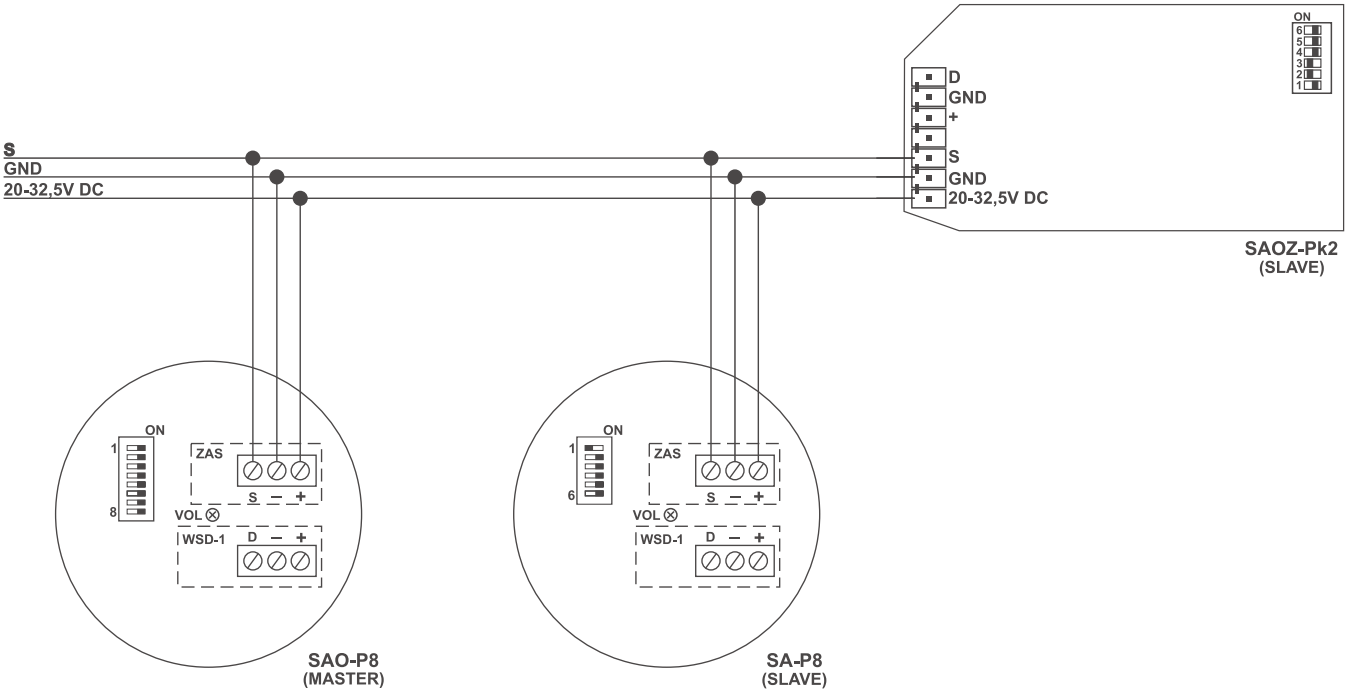 ON
6
5
4
3
2
1
D
GND
+
S
GND
20-32,5V DC
SAOZ-Pk2
(SLAVE)
S
GND
20-32,5V DC
ON
1
8
ZAS
S − +
VOL
WSD-1
D − +
SAO-P8
(MASTER)
ON
1
6
ZAS
S − +
VOL
WSD-1
D − +
SA-P8
(SLAVE)